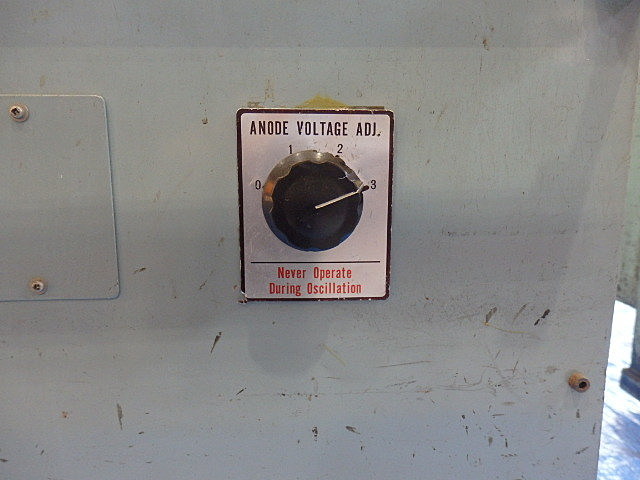 ANODE VOLTAGE ADJ.
1 2
0 3
Never Operate
During Oscillation